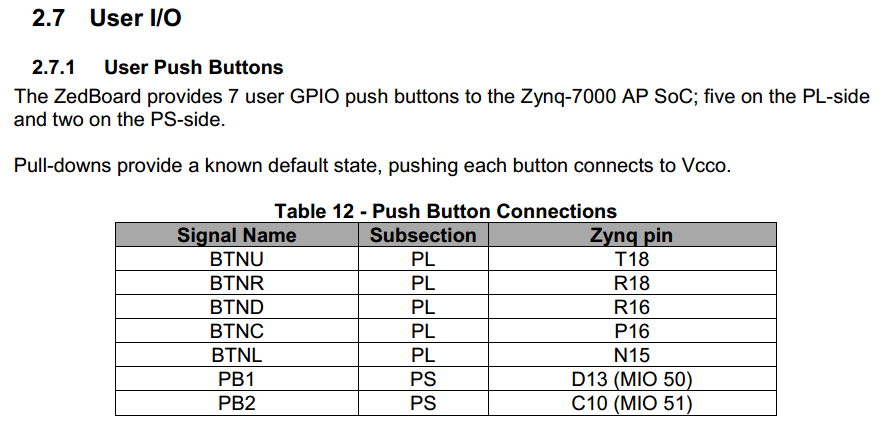 2.7 User I/O
2.7.1 User Push Buttons
The ZedBoard provides 7 user GPIO push buttons to the Zynq-7000 AP SoC; five on the PL-side
and two on the PS-side.
Pull-downs provide a known default state, pushing each button connects to Vcco.
Table 12 - Push Button Connections
Signal Name Subsection Zynq pin
BTNU PL T18
BTNR PL R18
BTND PL R16
BTNC PL P16
BTNL PL N15
PB1 PS D13 (MIO 50)
PB2 PS C10 (MIO 51)